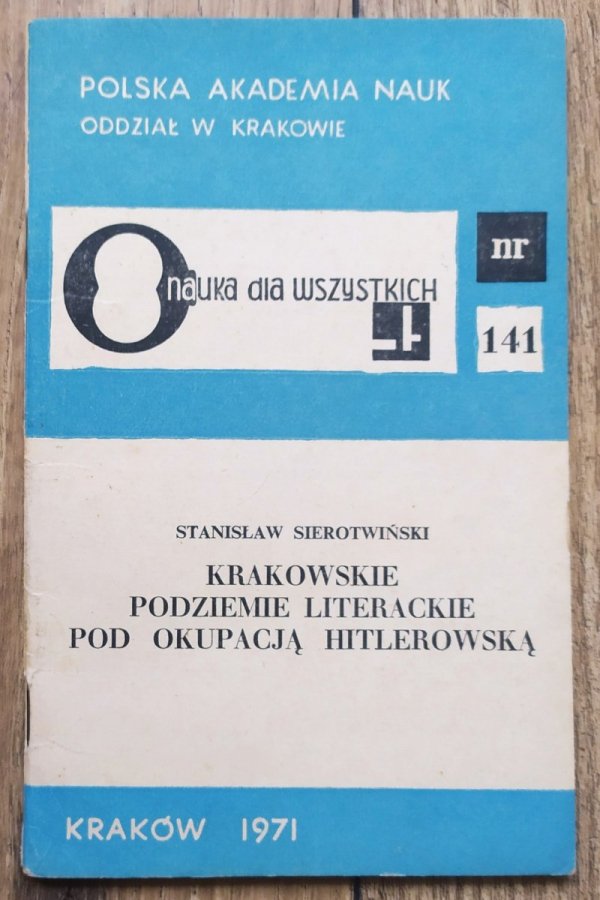 POLSKA AKADEMIA NAUK
ODDZIAŁ W KRAKOWIE
nauka dla WSZYSTKICH
nr
141
STANISŁAW SIEROTWIŃSKI
KRAKOWSKIE
PODZIEMIE LITERACKIE
POD OKUPACJĄ HITLEROWSKĄ
KRAKÓW 1971